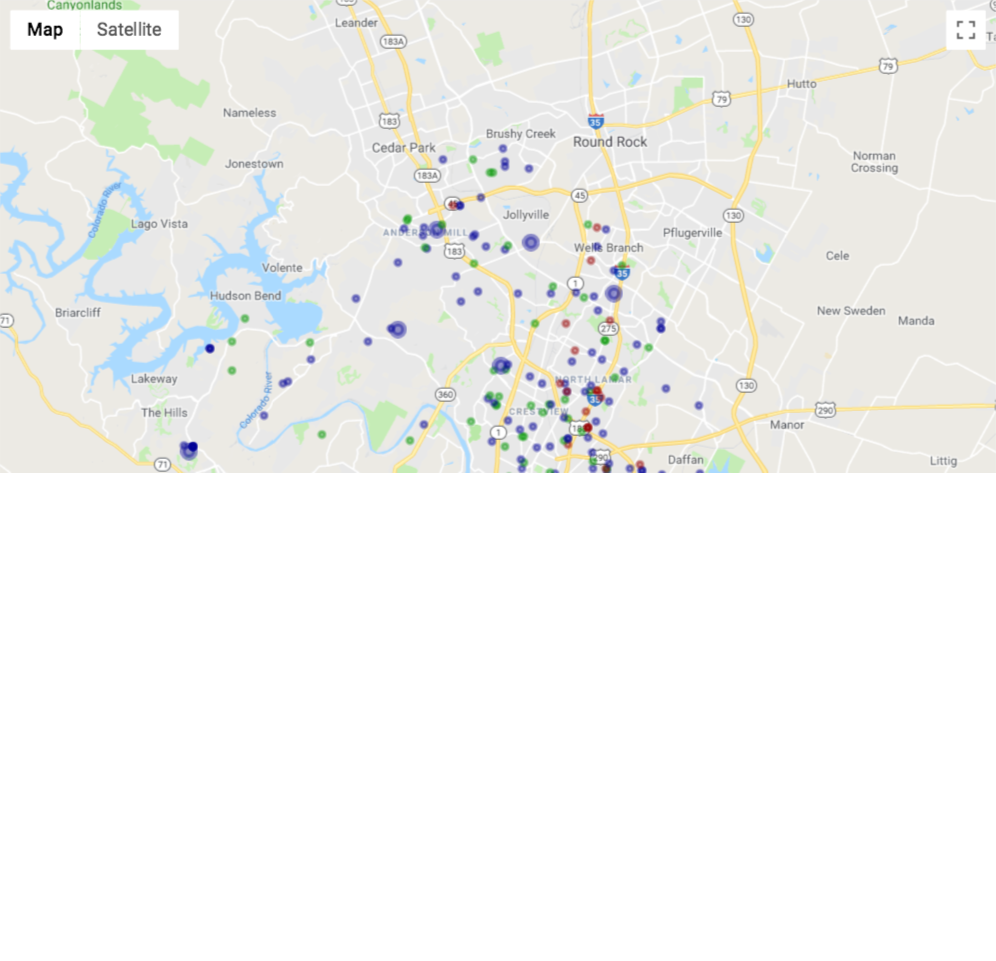 Canyonlands
Map
Satellite
Leander
130
183A
79
Hutto
79
Nameless
183
35
Brushy Creek
Cedar Park
Round Rock
Norman
Crossing
Jonestown
183A
45
130
Colorado River
Lago Vista
Jollyville
Pflugerville
183
Wells Branch
Cele
Volente
35
1
Hudson Bend
Briarcliff
71
New Sweden
Manda
275
Lakeway
NORTH LAMAR
130
360
35
The Hills
Colorado River
CRESTVIEW
290
Manor
1
71
290
Daffan
Littig